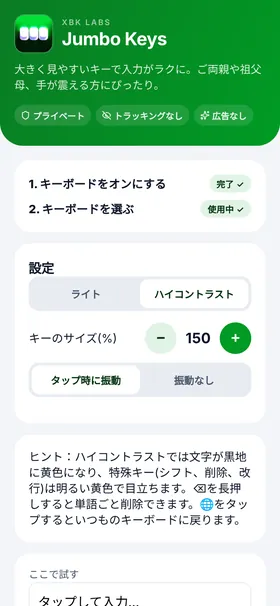 XBK LABS
Jumbo Keys
大きく見やすいキーで入力がラクに。ご両親や祖父
母、手が震える方にぴったり。
プライベート
トラッキングなし
広告なし
1. キーボードをオンにする
完了 ✓
2. キーボードを選ぶ
使用中 ✓
設定
ライト
ハイコントラスト
キーのサイズ(%)
−
150
+
タップ時に振動
振動なし
ヒント：ハイコントラストでは文字が黒地
に黄色になり、特殊キー(シフト、削除、改
行)は明るい黄色で目立ちます。⌫を長押
しすると単語ごと削除できます。🌐をタッ
プするといつものキーボードに戻ります。
ここで試す
タップして入力...